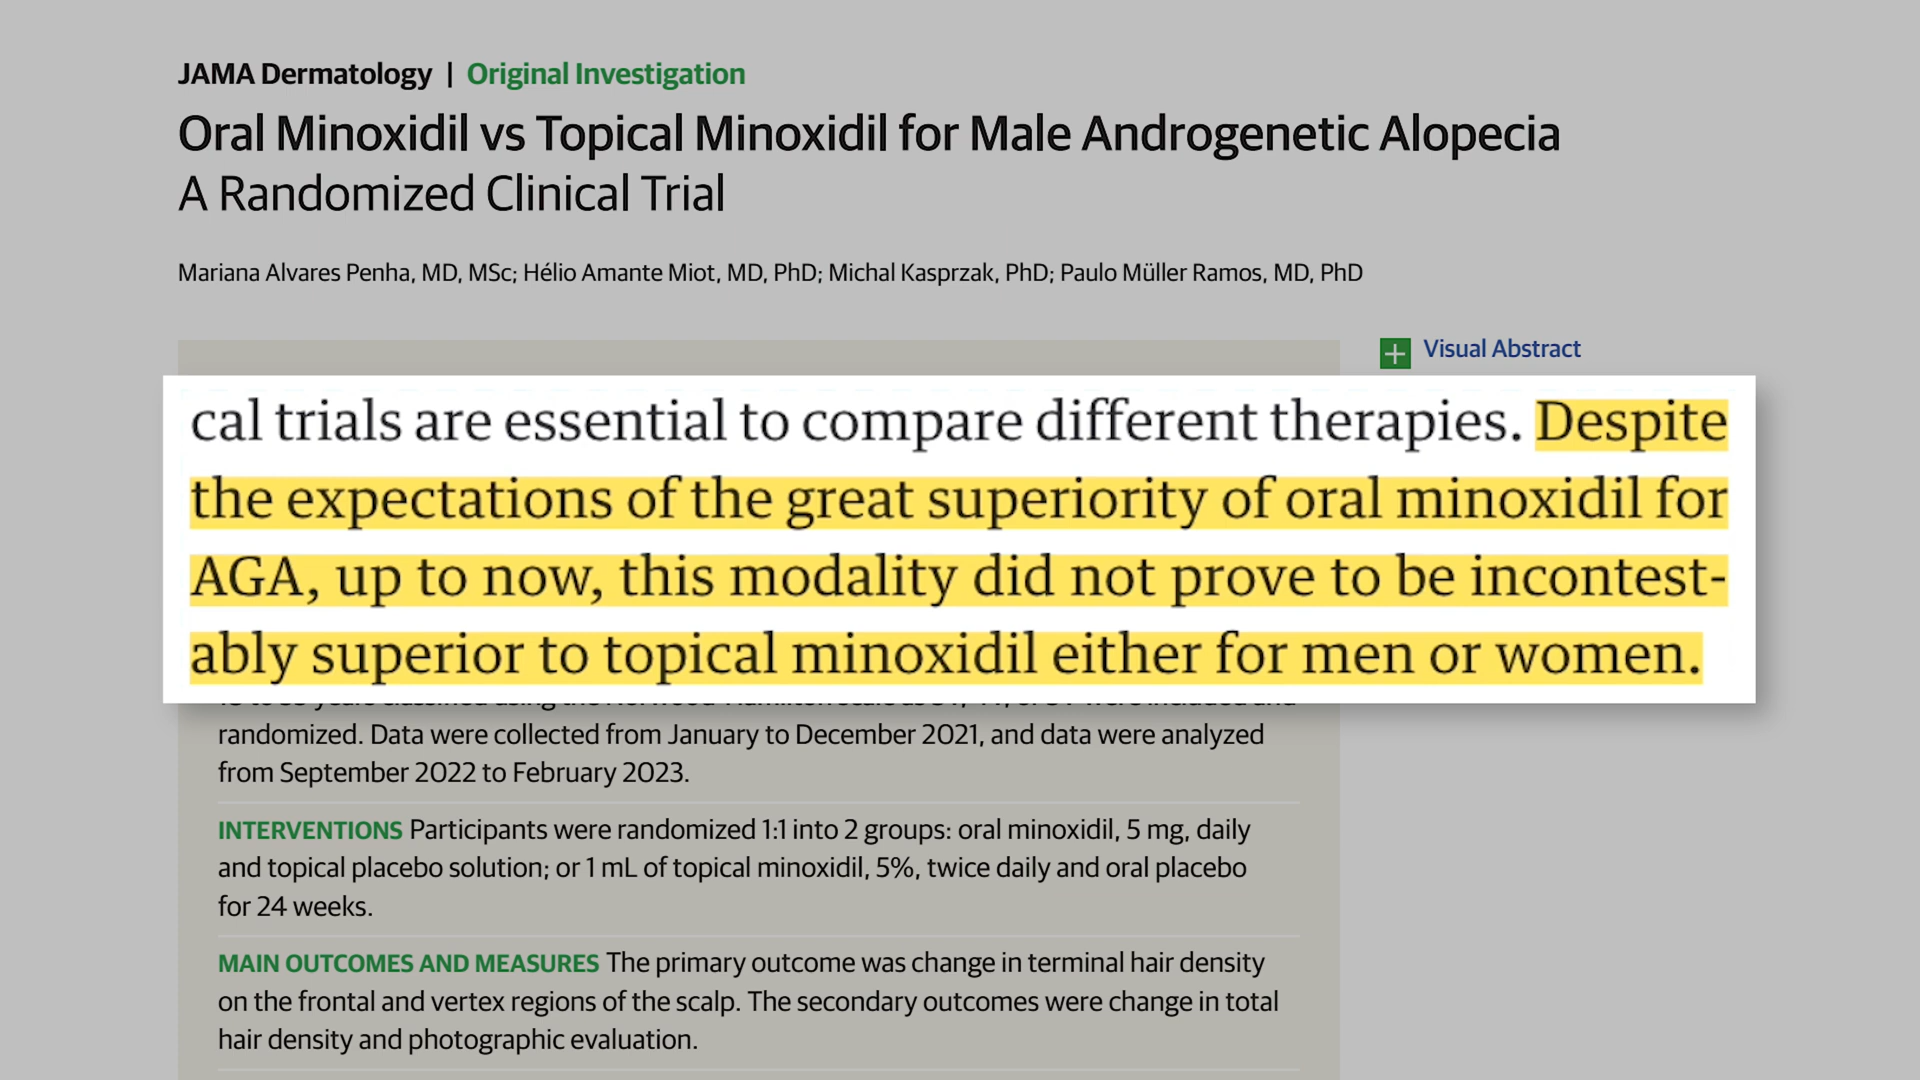 JAMA Dermatology | Original Investigation
Oral Minoxidil vs Topical Minoxidil for Male Androgenetic Alopecia
A Randomized Clinical Trial
Mariana Alvares Penha, MD, MSc; Hélio Amante Miot, MD, PhD; Michal Kasprzak, PhD; Paulo Müller Ramos, MD, PhD
Visual Abstract
cal trials are essential to compare different therapies. Despite
the expectations of the great superiority of oral minoxidil for
AGA, up to now, this modality did not prove to be incontest-
ably superior to topical minoxidil either for men or women.
randomized. Data were collected from January to December 2021, and data were analyzed
from September 2022 to February 2023.
INTERVENTIONS Participants were randomized 1:1 into 2 groups: oral minoxidil, 5 mg, daily
and topical placebo solution; or 1 mL of topical minoxidil, 5%, twice daily and oral placebo
for 24 weeks.
MAIN OUTCOMES AND MEASURES The primary outcome was change in terminal hair density
on the frontal and vertex regions of the scalp. The secondary outcomes were change in total
hair density and photographic evaluation.